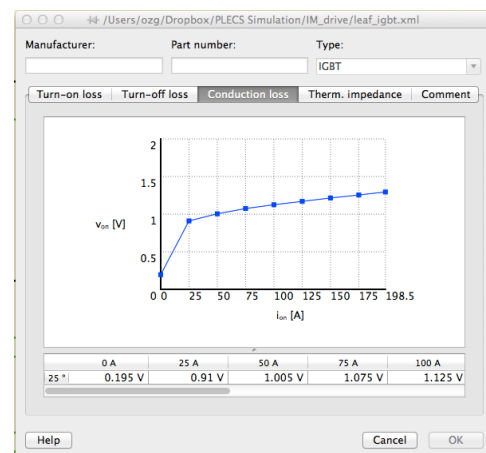 /Users/ozg/Dropbox/PLECS Simulation/IM_drive/leaf_igbt.xml
Manufacturer: Part number: Type:
IGBT
Turn-on loss Turn-off loss Conduction loss Therm. impedance Comment
2
1.5
1
0.5
0
von [V]
0 25 50 75 100 125 150 175 198.5
ion [A]
0 A 25 A 50 A 75 A 100 A
25 ° 0.195 V 0.91 V 1.005 V 1.075 V 1.125 V
Help Cancel OK